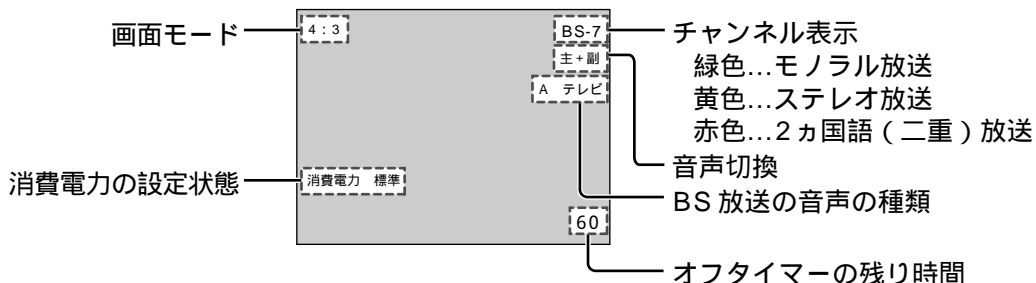 画面モード
4：3
BS-7
チャンネル表示
緑色…モノラル放送
黄色…ステレオ放送
赤色…2ヵ国語（二重）放送
主+副
音声切換
A　テレビ
BS 放送の音声の種類
消費電力の設定状態
消費電力　標準
60
オフタイマーの残り時間